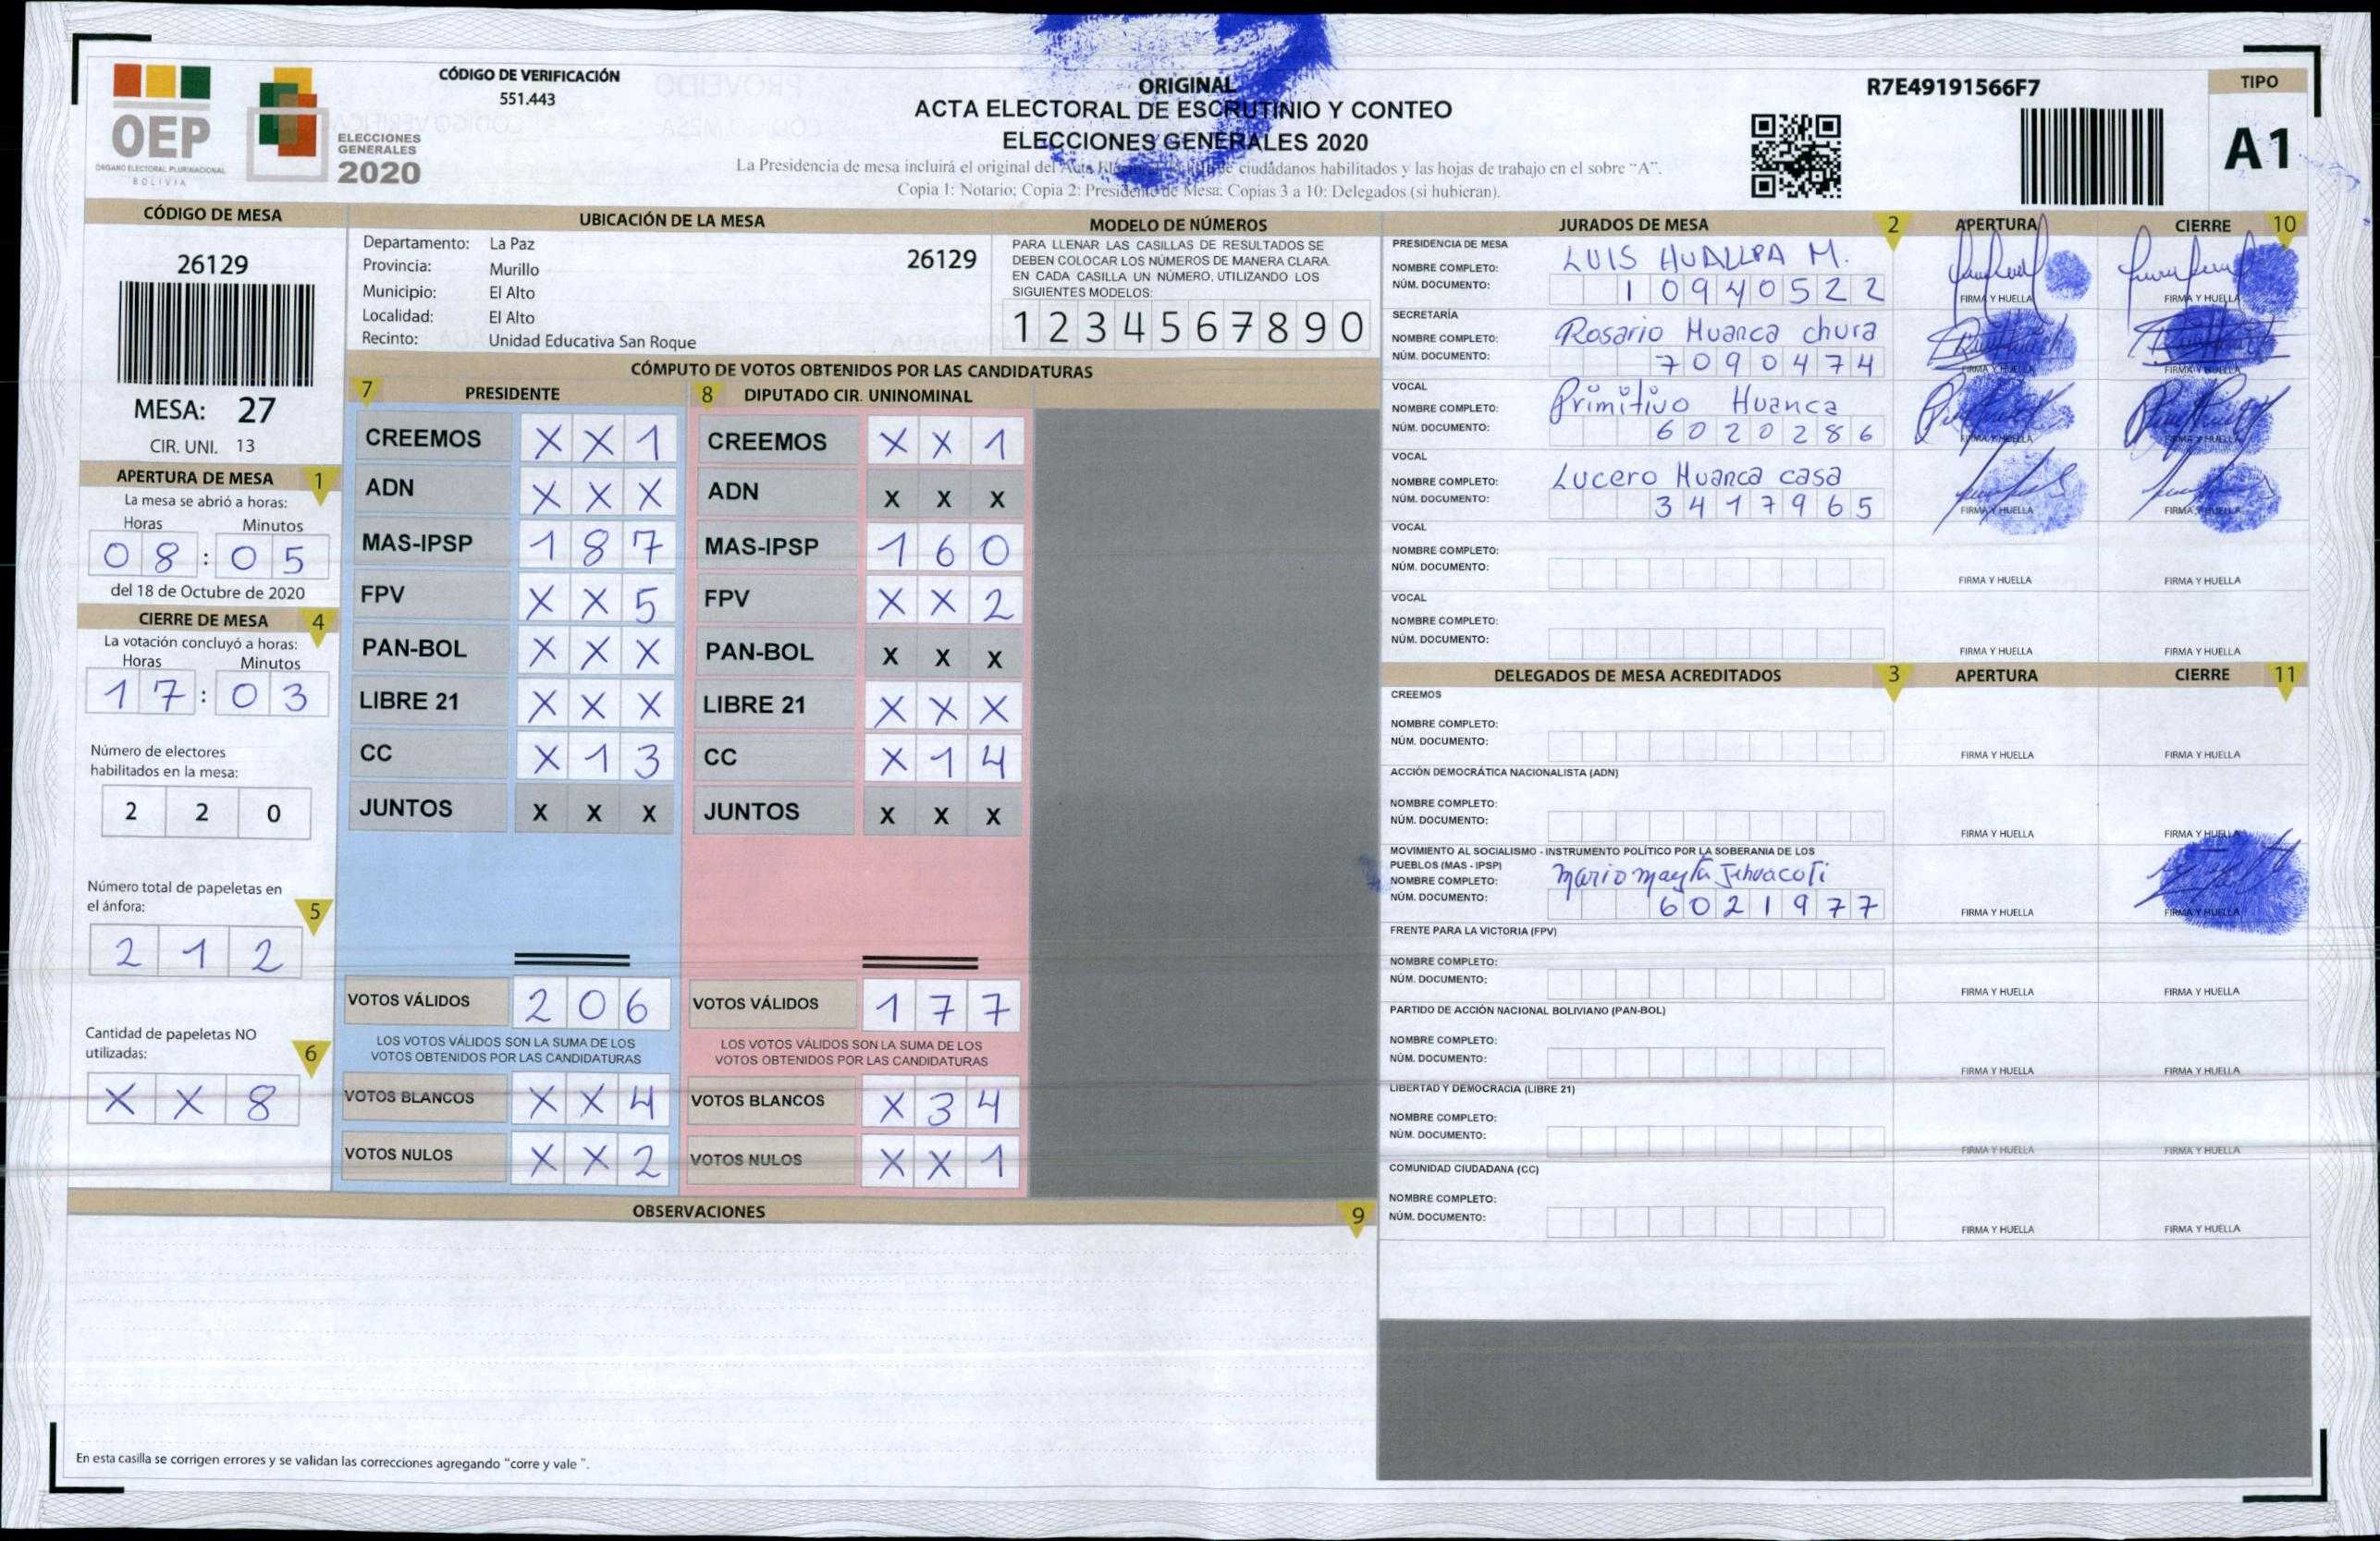 CÓDIGO DE VERIFICACIÓN
551.443
OEP
ÓRGANO ELECTORAL PLURINACIONAL
BOLIVIA
ELECCIONES
GENERALES
2020
ORIGINAL
ACTA ELECTORAL DE ESCRUTINIO Y CONTEO
ELECCIONES GENERALES 2020
La Presidencia de mesa incluirá el original del Acta ciudadanos habilitados y las hojas de trabajo en el sobre "A".
Copia 1: Notario; Copia 2: Presidente de Mesa; Copias 3 a 10: Delegados (si hubieran).
R7E49191566F7
TIPO
A1
CÓDIGO DE MESA
26129
MESA: 27
CIR. UNI. 13
APERTURA DE MESA 1
La mesa se abrió a horas:
Horas Minutos
08:05
del 18 de Octubre de 2020
CIERRE DE MESA 4
La votación concluyó a horas:
Horas Minutos
17:03
Número de electores
habilitados en la mesa:
2 2 0
Número total de papeletas en
el ánfora: 5
2 1 2
Cantidad de papeletas NO
utilizadas: 6
X X 8
UBICACIÓN DE LA MESA
Departamento: La Paz 26129
Provincia: Murillo
Municipio: El Alto
Localidad: El Alto
Recinto: Unidad Educativa San Roque
MODELO DE NÚMEROS
PARA LLENAR LAS CASILLAS DE RESULTADOS SE
DEBEN COLOCAR LOS NÚMEROS DE MANERA CLARA.
EN CADA CASILLA UN NÚMERO, UTILIZANDO LOS
SIGUIENTES MODELOS:
1 2 3 4 5 6 7 8 9 0
CÓMPUTO DE VOTOS OBTENIDOS POR LAS CANDIDATURAS
7 PRESIDENTE
CREEMOS X X 1
ADN X X X
MAS-IPSP 1 8 7
FPV X X 5
PAN-BOL X X X
LIBRE 21 X X X
CC X 1 3
JUNTOS X X X
VOTOS VÁLIDOS 2 0 6
LOS VOTOS VÁLIDOS SON LA SUMA DE LOS
VOTOS OBTENIDOS POR LAS CANDIDATURAS
VOTOS BLANCOS X X 4
VOTOS NULOS X X 2
8 DIPUTADO CIR. UNINOMINAL
CREEMOS X X 1
ADN X X X
MAS-IPSP 1 6 0
FPV X X 2
PAN-BOL X X X
LIBRE 21 X X X
CC X 1 4
JUNTOS X X X
VOTOS VÁLIDOS 1 7 7
LOS VOTOS VÁLIDOS SON LA SUMA DE LOS
VOTOS OBTENIDOS POR LAS CANDIDATURAS
VOTOS BLANCOS X 3 4
VOTOS NULOS X X 1
OBSERVACIONES 9
En esta casilla se corrigen errores y se validan las correcciones agregando "corre y vale ".
JURADOS DE MESA 2 APERTURA CIERRE 10
PRESIDENCIA DE MESA
NOMBRE COMPLETO: LUIS HUALLPA M.
NÚM. DOCUMENTO: 10940522
FIRMA Y HUELLA FIRMA Y HUELLA
SECRETARÍA
NOMBRE COMPLETO: Rosario Huanca chura
NÚM. DOCUMENTO: 7090474
FIRMA Y HUELLA FIRMA Y HUELLA
VOCAL
NOMBRE COMPLETO: Primitivo Huanca
NÚM. DOCUMENTO: 6020286
FIRMA Y HUELLA FIRMA Y HUELLA
VOCAL
NOMBRE COMPLETO: Lucero Huanca casa
NÚM. DOCUMENTO: 3417965
FIRMA Y HUELLA FIRMA Y HUELLA
VOCAL
NOMBRE COMPLETO:
NÚM. DOCUMENTO:
FIRMA Y HUELLA FIRMA Y HUELLA
VOCAL
NOMBRE COMPLETO:
NÚM. DOCUMENTO:
FIRMA Y HUELLA FIRMA Y HUELLA
DELEGADOS DE MESA ACREDITADOS 3 APERTURA CIERRE 11
CREEMOS
NOMBRE COMPLETO:
NÚM. DOCUMENTO:
FIRMA Y HUELLA FIRMA Y HUELLA
ACCIÓN DEMOCRÁTICA NACIONALISTA (ADN)
NOMBRE COMPLETO:
NÚM. DOCUMENTO:
FIRMA Y HUELLA FIRMA Y HUELLA
MOVIMIENTO AL SOCIALISMO - INSTRUMENTO POLÍTICO POR LA SOBERANIA DE LOS
PUEBLOS (MAS - IPSP)
NOMBRE COMPLETO: Mario Mayta
NÚM. DOCUMENTO: 6021977
FIRMA Y HUELLA FIRMA Y HUELLA
FRENTE PARA LA VICTORIA (FPV)
NOMBRE COMPLETO:
NÚM. DOCUMENTO:
FIRMA Y HUELLA FIRMA Y HUELLA
PARTIDO DE ACCIÓN NACIONAL BOLIVIANO (PAN-BOL)
NOMBRE COMPLETO:
NÚM. DOCUMENTO:
FIRMA Y HUELLA FIRMA Y HUELLA
LIBERTAD Y DEMOCRACIA (LIBRE 21)
NOMBRE COMPLETO:
NÚM. DOCUMENTO:
FIRMA Y HUELLA FIRMA Y HUELLA
COMUNIDAD CIUDADANA (CC)
NOMBRE COMPLETO:
NÚM. DOCUMENTO:
FIRMA Y HUELLA FIRMA Y HUELLA